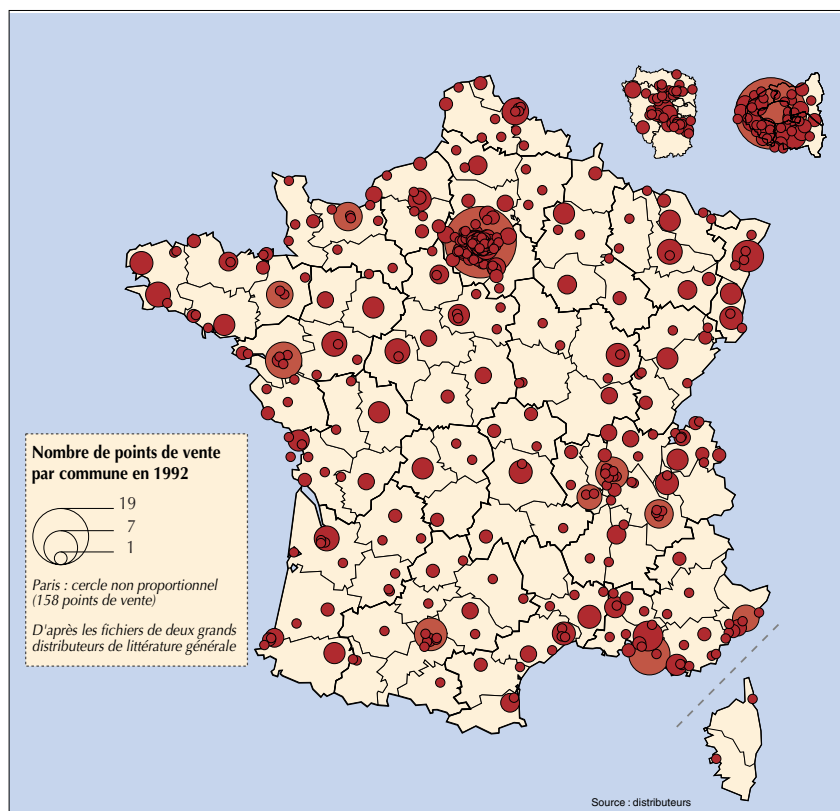 Nombre de points de vente
par commune en 1992
19
7
1
Paris : cercle non proportionnel
(158 points de vente)
D'après les fichiers de deux grands
distributeurs de littérature générale
Source : distributeurs